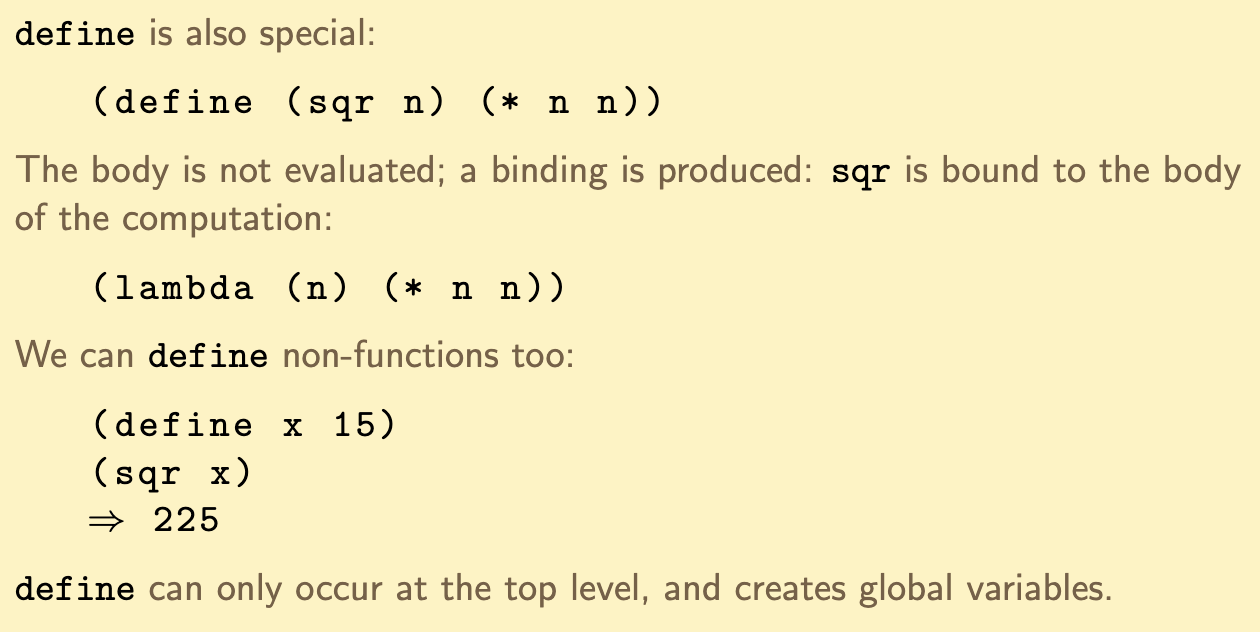 define is also special:
(define (sqr n) (* n n))
The body is not evaluated; a binding is produced: sqr is bound to the body
of the computation:
(lambda (n) (* n n))
We can define non-functions too:
(define x 15)
(sqr x)
⇒ 225
define can only occur at the top level, and creates global variables.